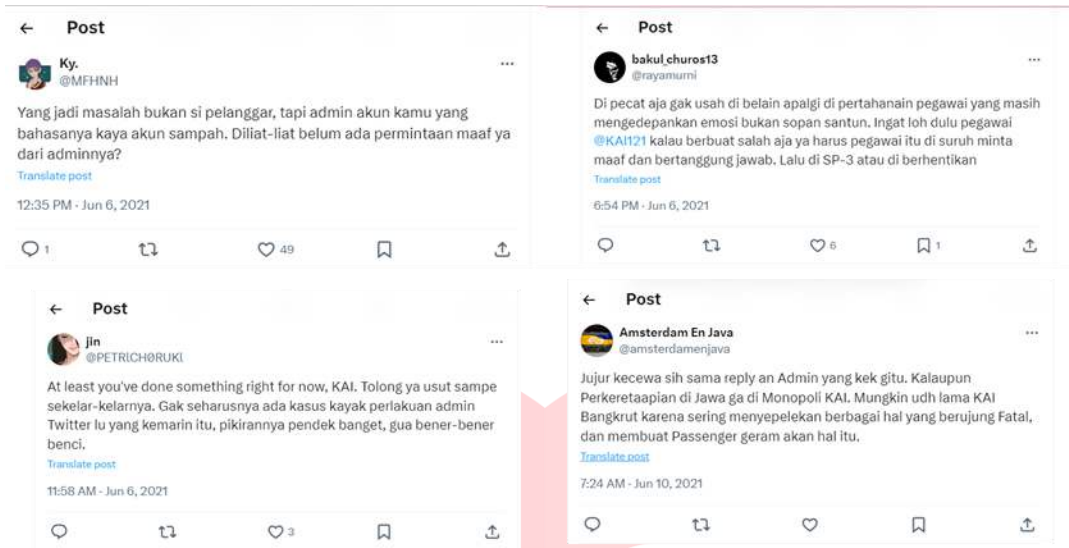 Post
Ky.
@MFHNH
Yang jadi masalah bukan si pelanggar, tapi admin akun kamu yang
bahasanya kaya akun sampah. Diliat-liat belum ada permintaan maaf ya
dari adminnya?
Translate post
12:35 PM · Jun 6, 2021
1
49
Post
bakul_churos13
@rayamurni
Di pecat aja gak usah di belain apalgi di pertahanain pegawai yang masih
mengedepankan emosi bukan sopan santun. Ingat loh dulu pegawai
@KAI121 kalau berbuat salah aja ya harus pegawai itu di suruh minta
maaf dan bertanggung jawab. Lalu di SP-3 atau di berhentikan
Translate post
6:54 PM · Jun 6, 2021
6
1
Post
jin
@PETRlCHØRUKl
At least you've done something right for now, KAI. Tolong ya usut sampe
sekelar-kelarnya. Gak seharusnya ada kasus kayak perlakuan admin
Twitter lu yang kemarin itu, pikirannya pendek banget, gua bener-bener
benci.
Translate post
11:58 AM · Jun 6, 2021
3
Post
Amsterdam En Java
@amsterdamenjava
Jujur kecewa sih sama reply an Admin yang kek gitu. Kalaupun
Perkeretaapian di Jawa ga di Monopoli KAI. Mungkin udh lama KAI
Bangkrut karena sering menyepelekan berbagai hal yang berujung Fatal,
dan membuat Passenger geram akan hal itu.
Translate post
7:24 AM · Jun 10, 2021